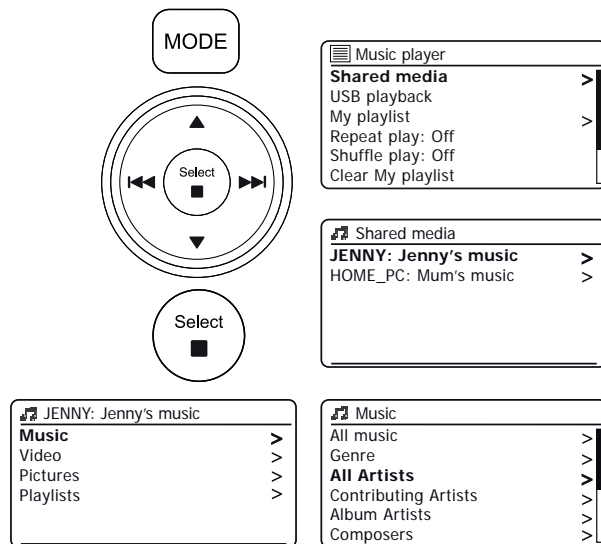 MODE
Select
Select
Music player
Shared media >
USB playback
My playlist >
Repeat play: Off
Shuffle play: Off
Clear My playlist
Shared media
JENNY: Jenny's music >
HOME_PC: Mum's music >
JENNY: Jenny's music
Music >
Video >
Pictures >
Playlists >
Music
All music >
Genre >
All Artists >
Contributing Artists >
Album Artists >
Composers >